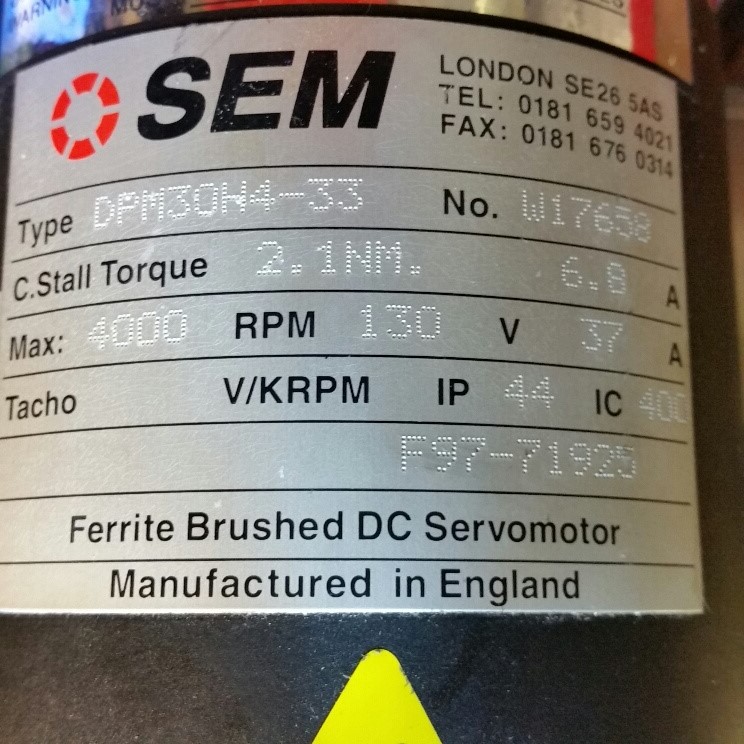 WARNING
SEM
LONDON SE26 5AS
TEL: 0181 659 4021
FAX: 0181 676 0314
Type DPM30H4-33 No. W17658
C.Stall Torque 2.1NM. 6.8 A
Max: 4000 RPM 130 V 37 A
Tacho V/KRPM IP 44 IC 400
F97-71925
Ferrite Brushed DC Servomotor
Manufactured in England